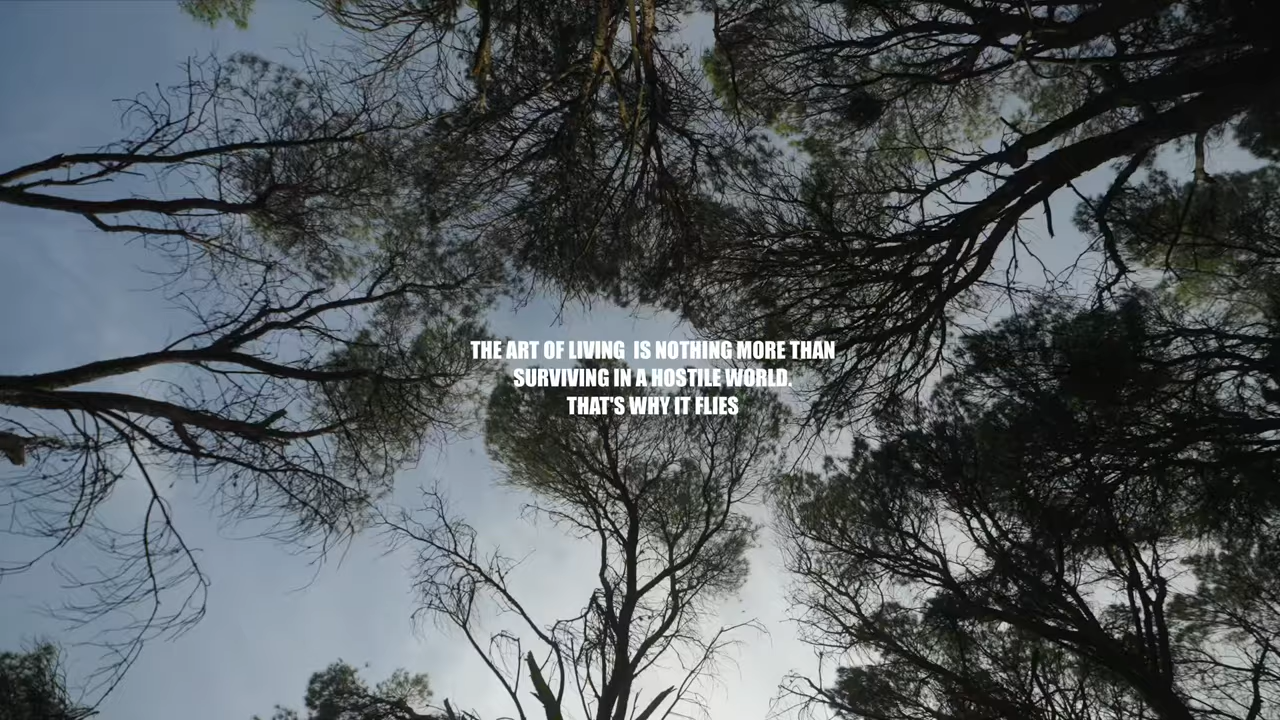 THE ART OF LIVING  IS NOTHING MORE THAN
SURVIVING IN A HOSTILE WORLD.
THAT'S WHY IT FLIES